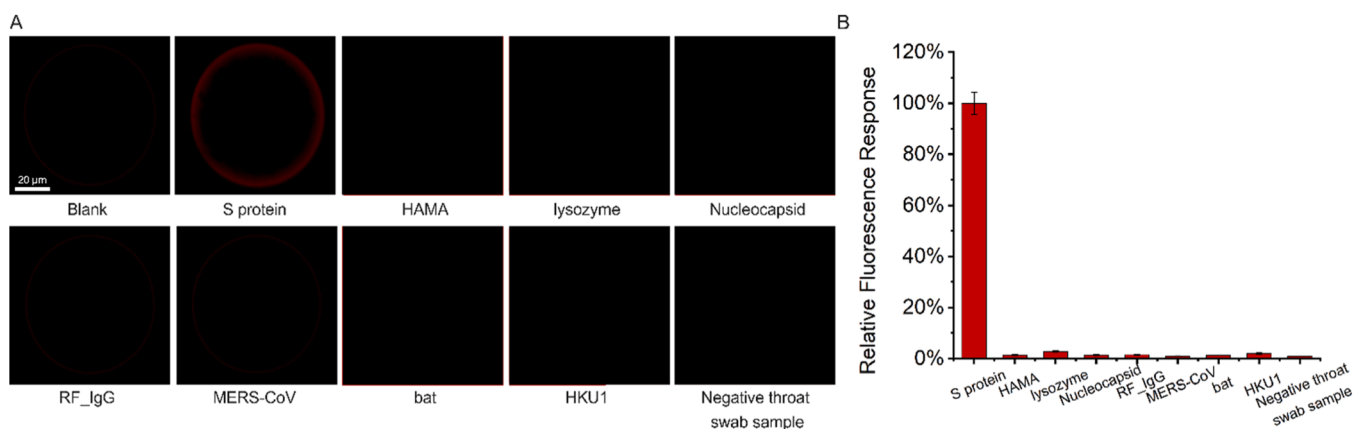 A
20 μm
Blank
S protein
HAMA
lysozyme
Nucleocapsid
RF_IgG
MERS-CoV
bat
HKU1
Negative throat
swab sample
B
Relative Fluorescence Response
120%
100%
80%
60%
40%
20%
0%
S protein
HAMA
lysozyme
Nucleocapsid
RF_IgG
MERS-CoV
bat
HKU1
Negative throat
swab sample